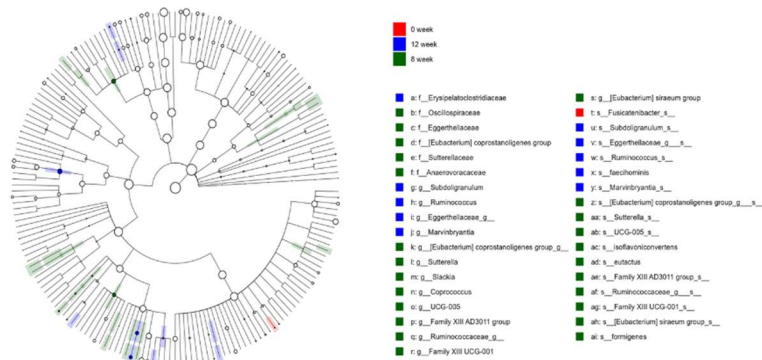 0 week
12 week
8 week
a: f__Erysipelatoclostridiaceae
b: f__Oscillospiraceae
c: f__Eggerthellaceae
d: f__[Eubacterium] coprostanoligenes group
e: f__Sutterellaceae
f: f__Anaerovoracaceae
g: g__Subdoligranulum
h: g__Ruminococcus
i: g__Eggerthellaceae_g__
j: g__Marvinbryantia
k: g__[Eubacterium] coprostanoligenes group_g__
l: g__Sutterella
m: g__Slackia
n: g__Coprococcus
o: g__UCG-005
p: g__Family XIII AD3011 group
q: g__Ruminococcaceae_g__
r: g__Family XIII UCG-001
s: g__[Eubacterium] siraeum group
t: s__Fusicatenibacter_s__
u: s__Subdoligranulum_s__
v: s__Eggerthellaceae_g___s__
w: s__Ruminococcus_s__
x: s__faecihominis
y: s__Marvinbryantia_s__
z: s__[Eubacterium] coprostanoligenes group_g___s__
aa: s__Sutterella_s__
ab: s__UCG-005_s__
ac: s__isoflavoniconvertens
ad: s__eutactus
ae: s__Family XIII AD3011 group_s__
af: s__Ruminococcaceae_g___s__
ag: s__Family XIII UCG-001_s__
ah: s__[Eubacterium] siraeum group_s__
ai: s__formigenes